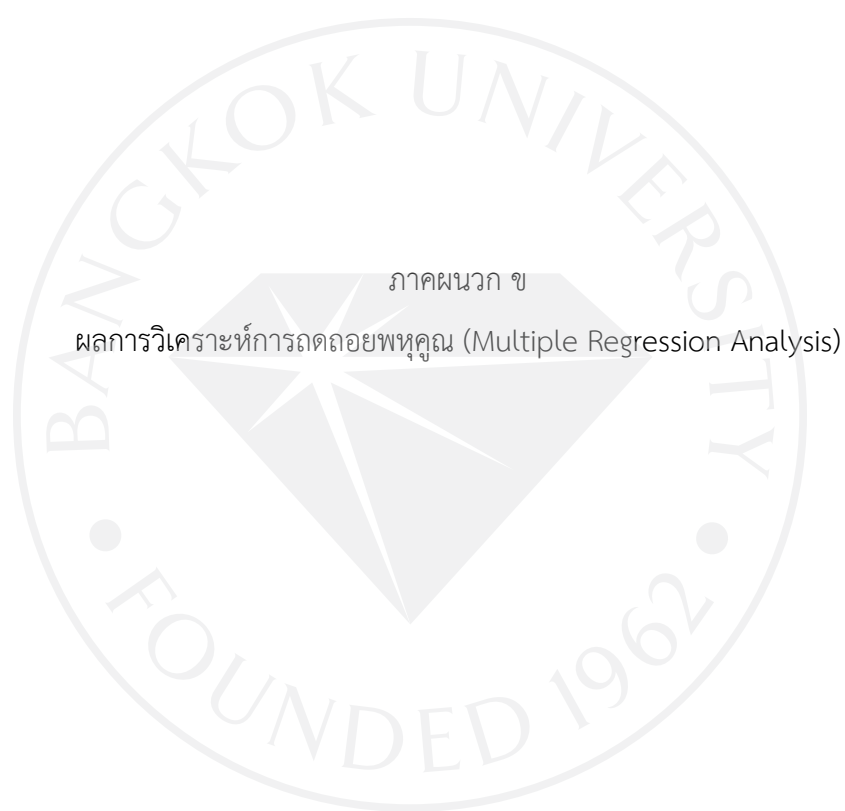 BANGKOK UNIVERSITY
ภาคผนวก ข
ผลการวิเคราะห์การถดถอยพหุคูณ (Multiple Regression Analysis)
FOUNDED 1962